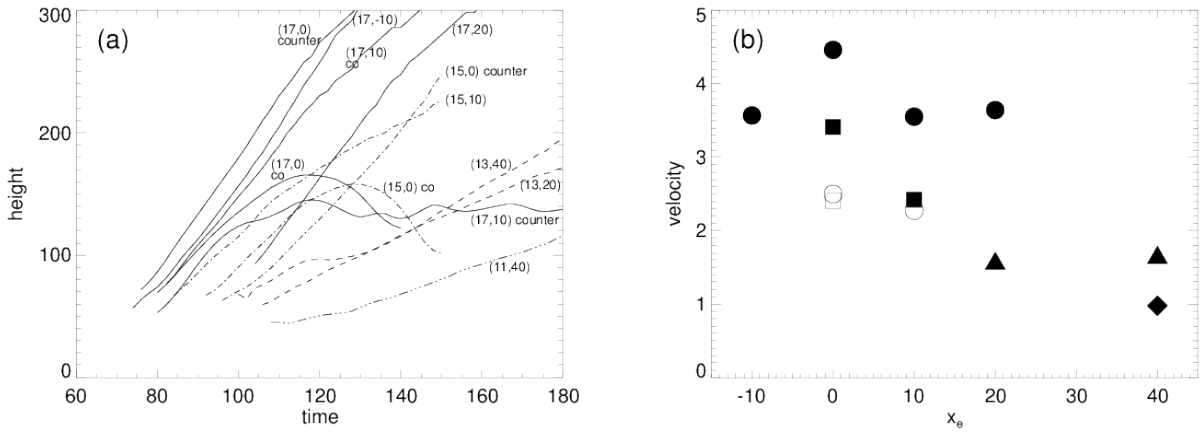 300
(a)
(17,0)
counter
(17,-10)
(17,10)
co
(17,20)
(15,0) counter
(15,10)
200
(17,0)
co
(15,0) co
(13,40)
(13,20)
(17,10) counter
100
(11,40)
0
height
60
80
100
120
140
160
180
time
(b)
5
4
3
2
1
0
velocity
-10
0
10
20
30
40
xₑ